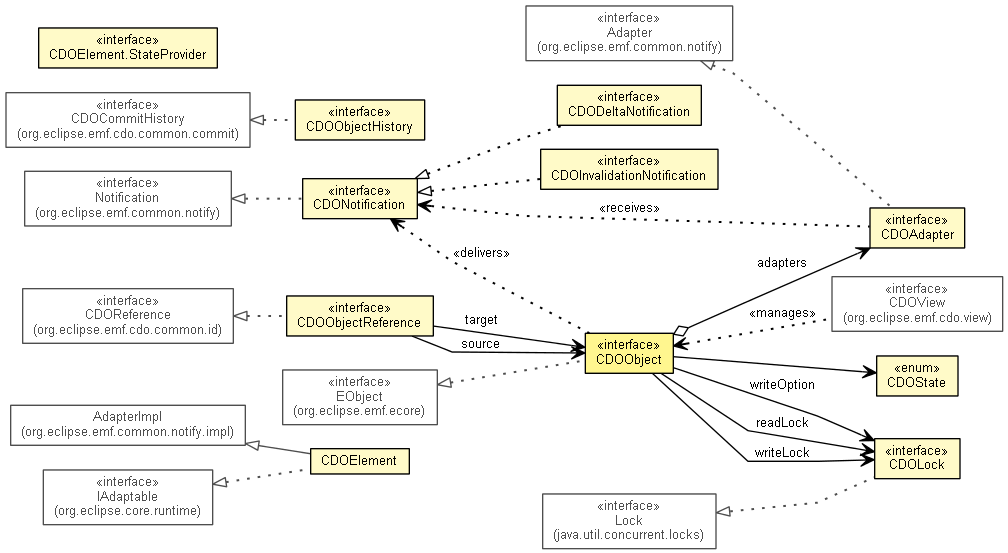 «interface»
CDOElement.StateProvider
«interface»
Adapter
(org.eclipse.emf.common.notify)
«interface»
CDOCommitHistory
(org.eclipse.emf.cdo.common.commit)
«interface»
CDOObjectHistory
«interface»
CDODeltaNotification
«interface»
CDOInvalidationNotification
«interface»
Notification
(org.eclipse.emf.common.notify)
«interface»
CDONotification
«receives»
«interface»
CDOAdapter
«delivers»
adapters
«interface»
CDOView
(org.eclipse.emf.cdo.view)
«manages»
«interface»
CDOReference
(org.eclipse.emf.cdo.common.id)
«interface»
CDOObjectReference
target
source
«interface»
CDOObject
«interface»
EObject
(org.eclipse.emf.ecore)
«enum»
CDOState
writeOption
readLock
writeLock
«interface»
CDOLock
AdapterImpl
(org.eclipse.emf.common.notify.impl)
CDOElement
«interface»
IAdaptable
(org.eclipse.core.runtime)
«interface»
Lock
(java.util.concurrent.locks)